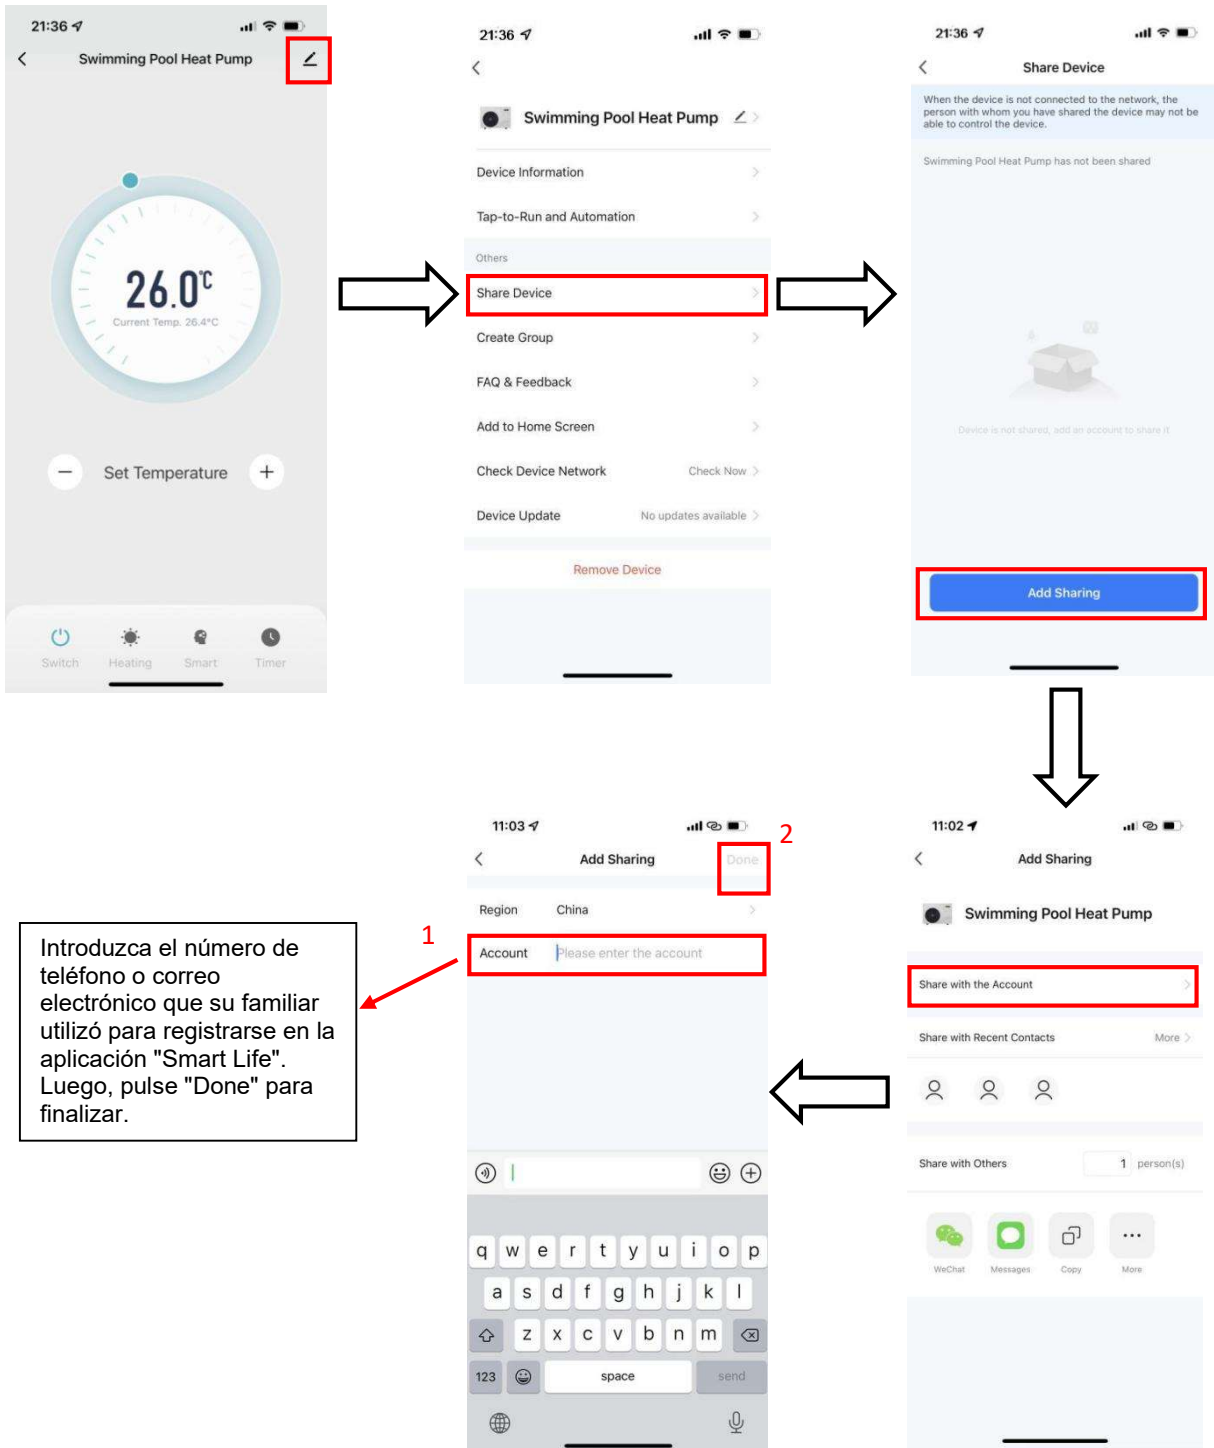 21:36
Swimming Pool Heat Pump
26.0°C
Current Temp. 26.4°C
Set Temperature
Switch
Heating
Smart
Timer
21:36
Swimming Pool Heat Pump
Device Information
Tap-to-Run and Automation
Others
Share Device
Create Group
FAQ & Feedback
Add to Home Screen
Check Device Network
Check Now
Device Update
No updates available
Remove Device
21:36
Share Device
When the device is not connected to the network, the
person with whom you have shared the device may not be
able to control the device.
Swimming Pool Heat Pump has not been shared
Device is not shared, add an account to share it
Add Sharing
11:02
Add Sharing
Swimming Pool Heat Pump
Share with the Account
Share with Recent Contacts
More
Share with Others
1 person(s)
WeChat
Messages
Copy
More
11:03
Add Sharing
Done
2
Region China
1
Account Please enter the account
q w e r t y u i o p
a s d f g h j k l
z x c v b n m
123
space
send
Introduzca el número de
teléfono o correo
electrónico que su familiar
utilizó para registrarse en la
aplicación "Smart Life".
Luego, pulse "Done" para
finalizar.